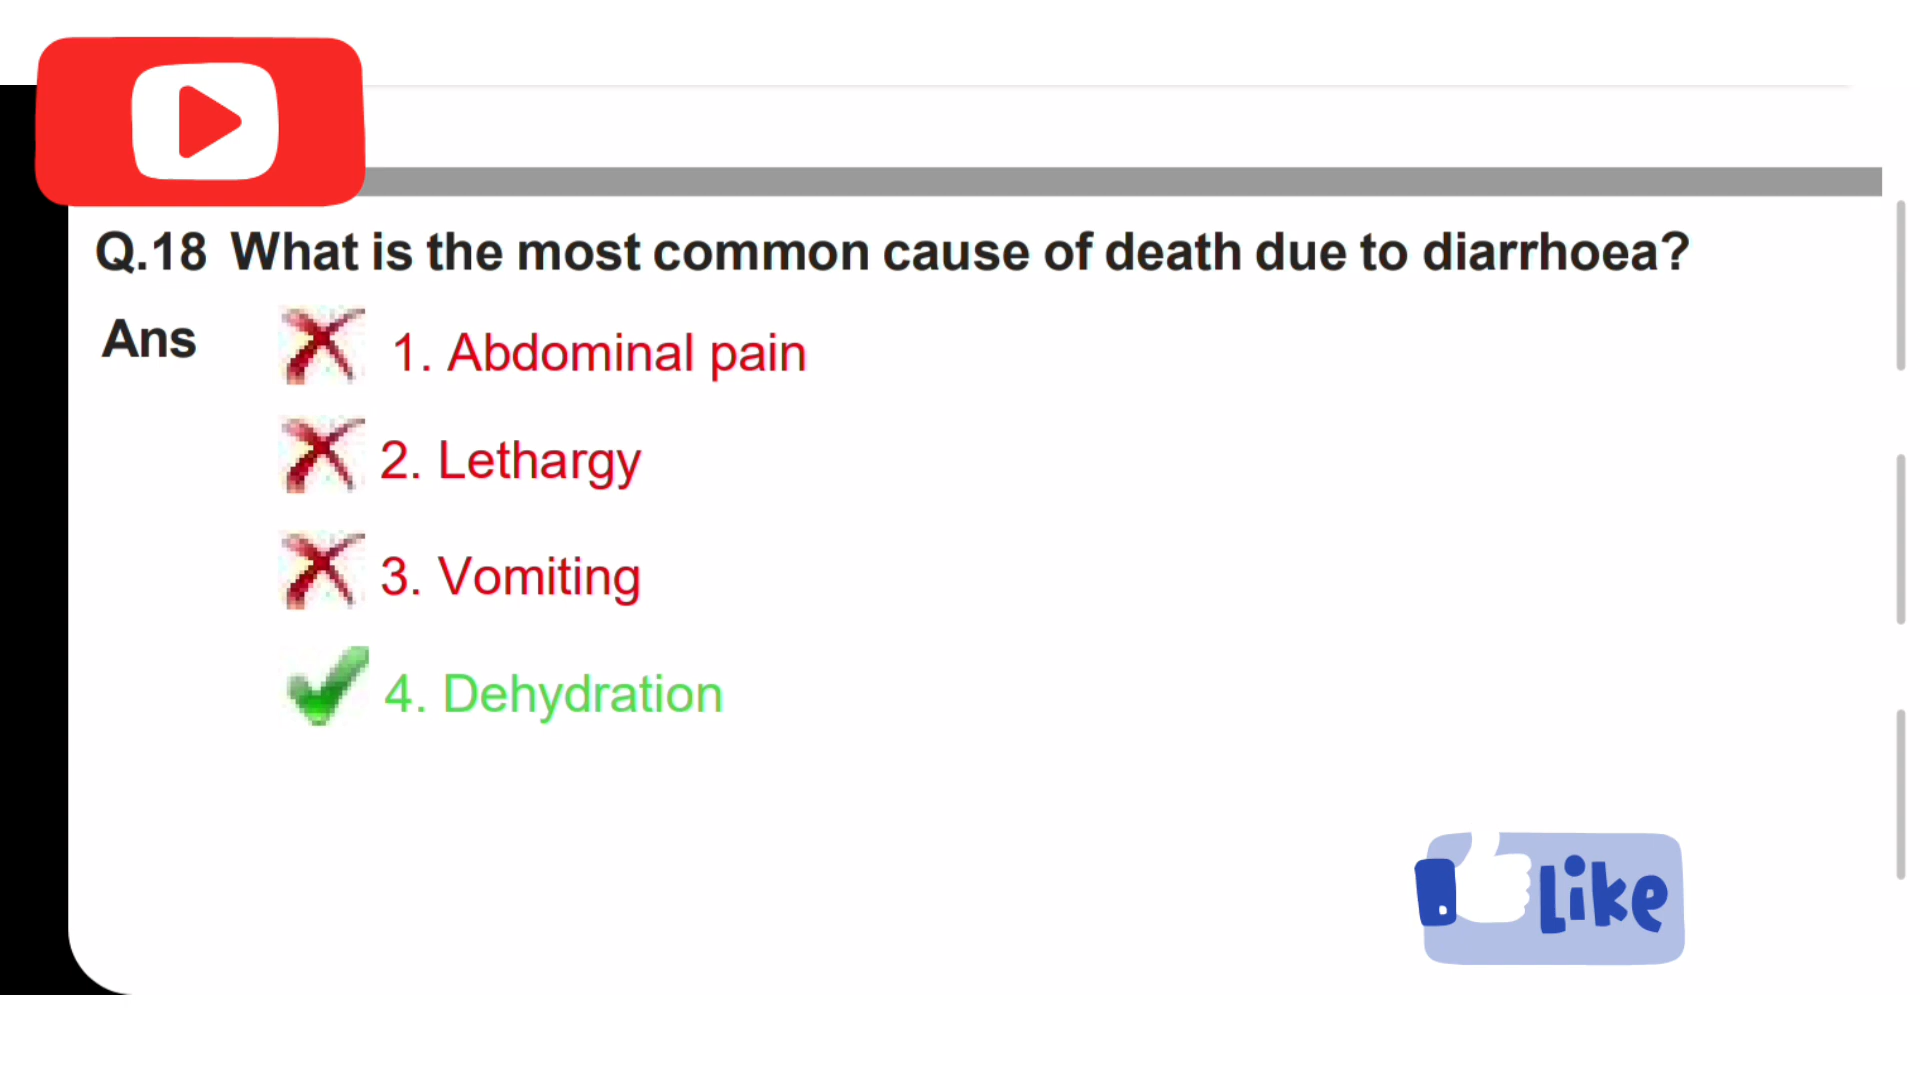 Q.18 What is the most common cause of death due to diarrhoea?
Ans
1. Abdominal pain
2. Lethargy
3. Vomiting
4. Dehydration
Like